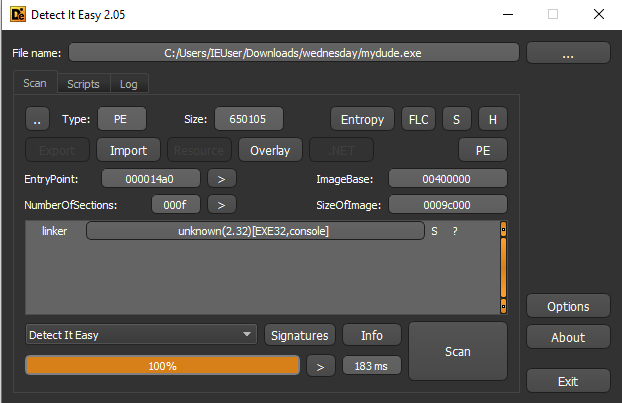 Detect It Easy 2.05
File name: C:/Users/IEUser/Downloads/wednesday/mydude.exe ...
Scan Scripts Log
.. Type: PE Size: 650105 Entropy FLC S H
Export Import Resource Overlay .NET PE
EntryPoint: 000014a0 > ImageBase: 00400000
NumberOfSections: 000f > SizeOfImage: 0009c000
linker unknown(2.32)[EXE32,console] S ?
Options
Detect It Easy Signatures Info Scan About
100% > 183 ms
Exit